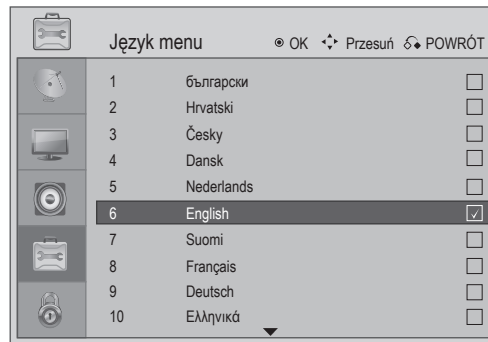 Język menu OK Przesuń POWRÓT
1 български
2 Hrvatski
3 Česky
4 Dansk
5 Nederlands
6 English
7 Suomi
8 Français
9 Deutsch
10 Ελληνικά